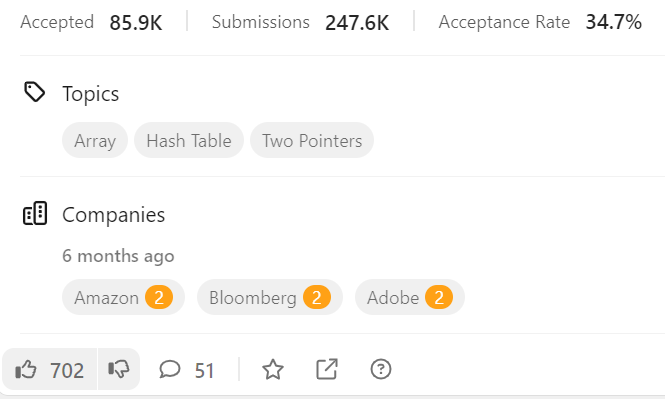 Accepted 85.9K Submissions 247.6K Acceptance Rate 34.7%
Topics
Array Hash Table Two Pointers
Companies
6 months ago
Amazon 2 Bloomberg 2 Adobe 2
702 51 ?